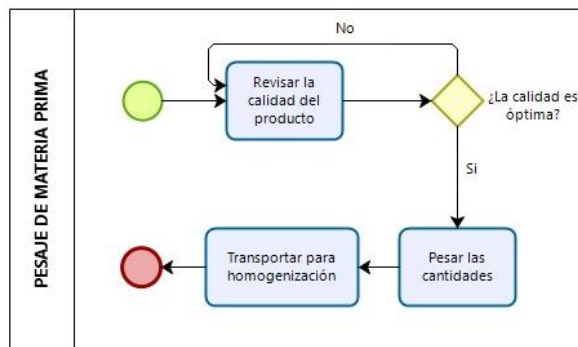 PESAJE DE MATERIA PRIMA
No
Revisar la
calidad del
producto
¿La calidad es
óptima?
Si
Transportar para
homogenización
Pesar las
cantidades